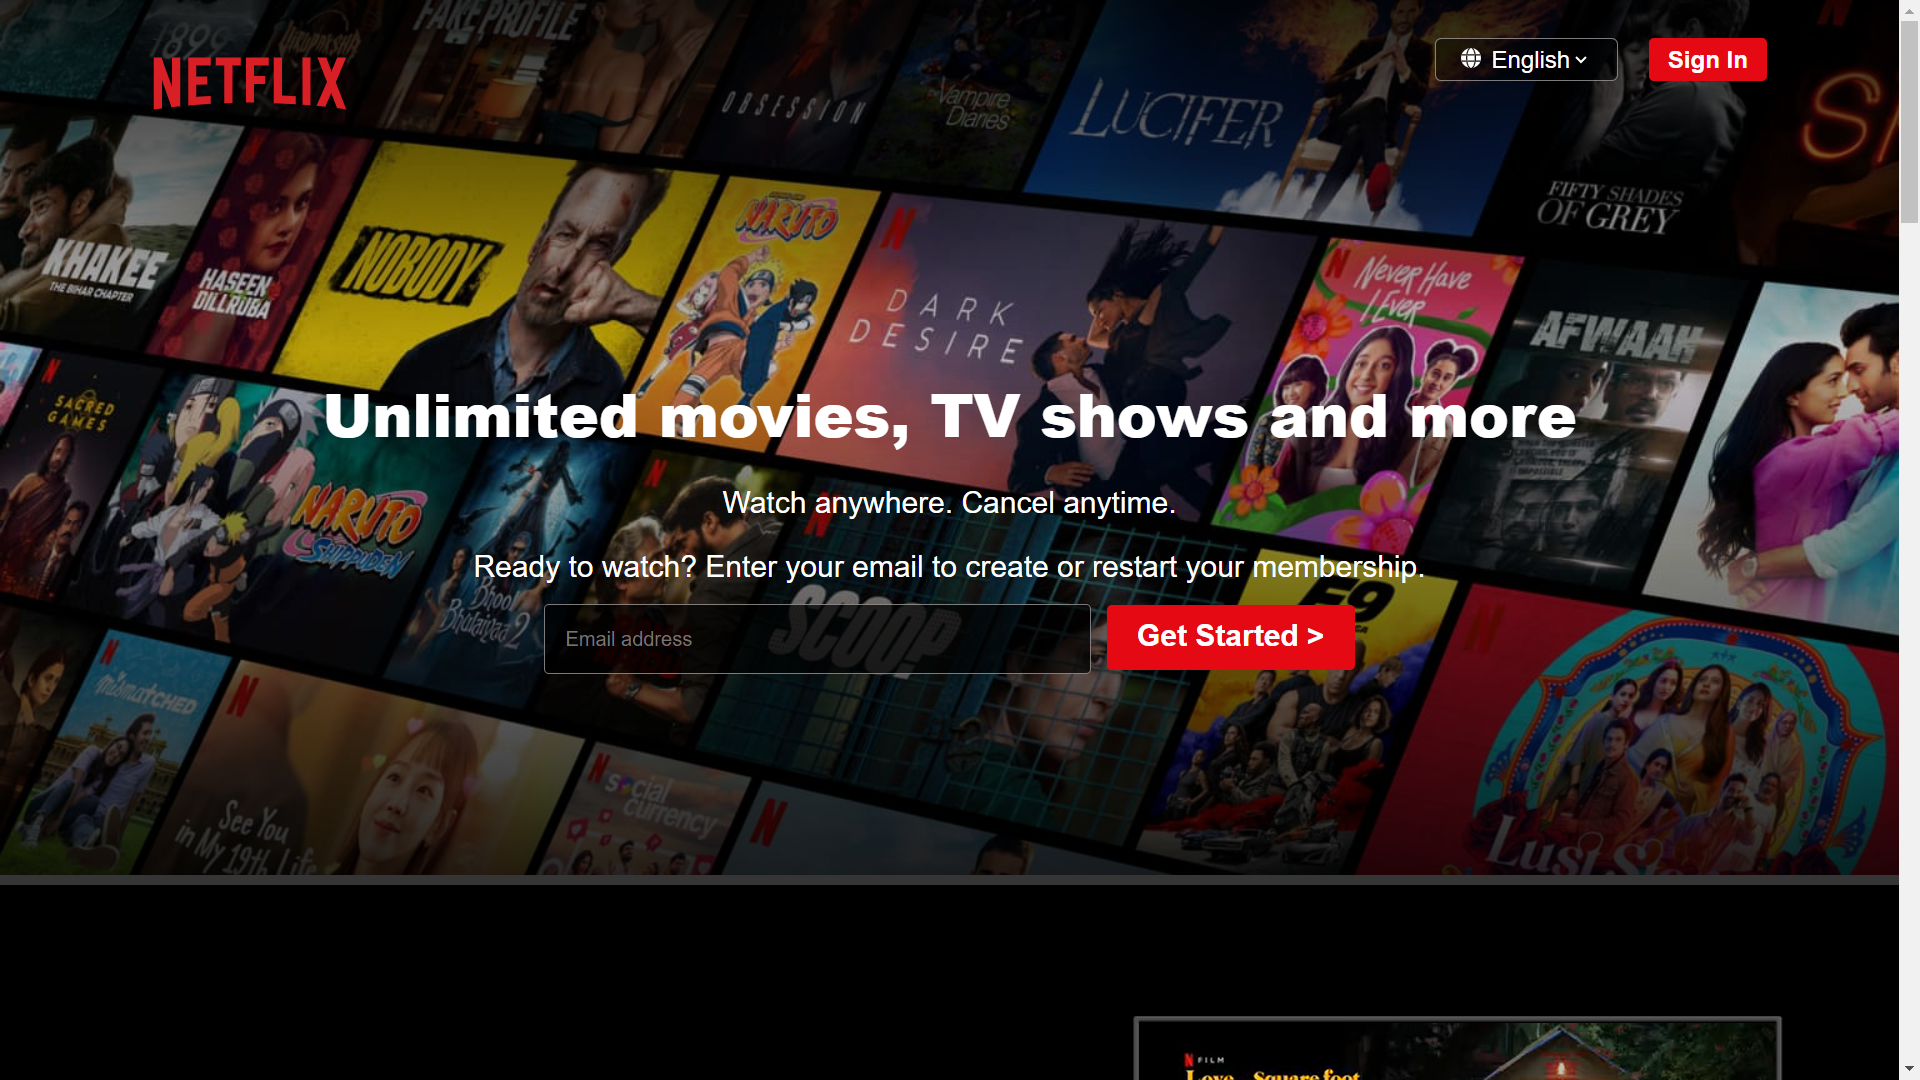 1899
FAKE PROFILE
NETFLIX
English
Sign In
OBSESSION
the Vampire
Diaries
LUCIFER
FIFTY SHADES
OF GREY
KHAKEE
THE BIHAR CHAPTER
HASEEN
DILLRUBA
NOBODY
NARUTO
DARK
DESIRE
Never Have
I Ever
AFWAAH
SACRED
GAMES
Unlimited movies, TV shows and more
NARUTO
SHIPPUDEN
Watch anywhere. Cancel anytime.
Ready to watch? Enter your email to create or restart your membership.
Bhool
Bhulaiyaa 2
SCOOP
F9
Email address
Get Started >
mismatched
See You
in My 19th Life
social
currency
Lust St
N FILM
Love Square foot